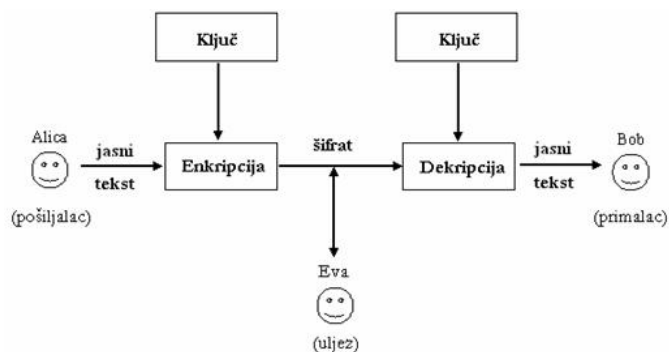 Ključ
Ključ
Alica
jasni
tekst
(pošiljalac)
Enkripcija
šifrat
Dekripcija
jasni
tekst
Bob
(primalac)
Eva
(uljez)